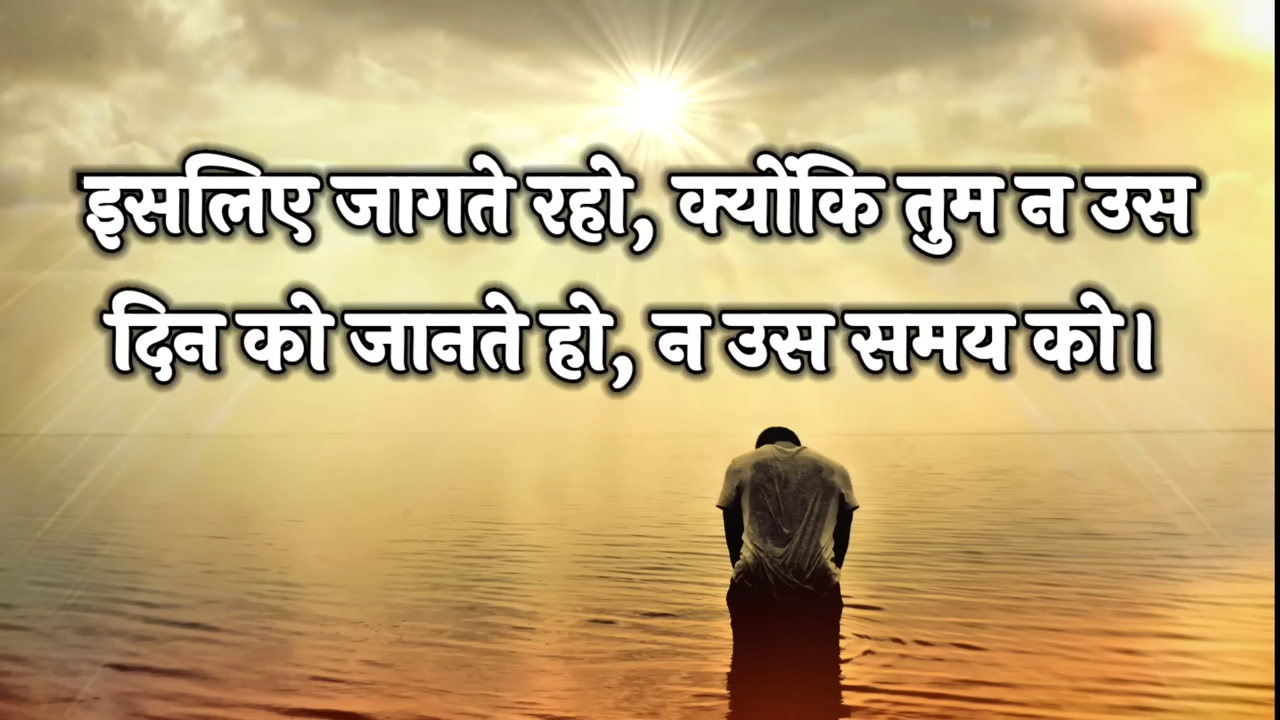 इसलिए जागते रहो, क्योंकि तुम न उस
दिन को जानते हो, न उस समय को।